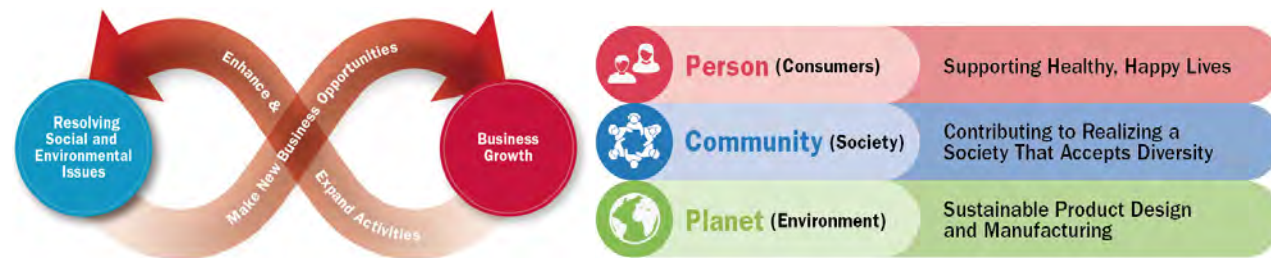 Resolving
Social and
Environmental
Issues
Enhance &
Expand Activities
Make New Business Opportunities
Business
Growth
Person (Consumers)
Supporting Healthy, Happy Lives
Community (Society)
Contributing to Realizing a
Society That Accepts Diversity
Planet (Environment)
Sustainable Product Design
and Manufacturing